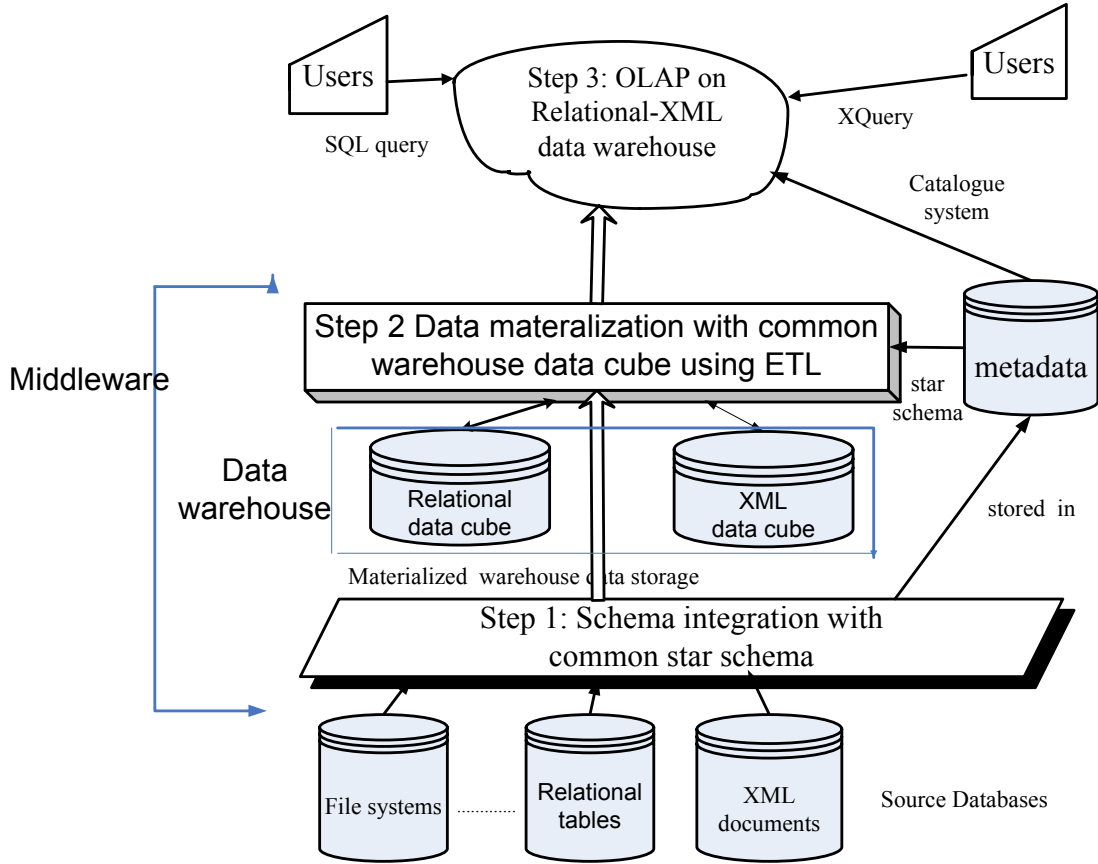 Users
Step 3: OLAP on
Relational-XML
data warehouse
Users
SQL query
XQuery
Catalogue
system
Step 2 Data materalization with common
warehouse data cube using ETL
metadata
Middleware
star
schema
Data
warehouse
Relational
data cube
XML
data cube
stored in
Materialized warehouse data storage
Step 1: Schema integration with
common star schema
File systems
..............
Relational
tables
XML
documents
Source Databases